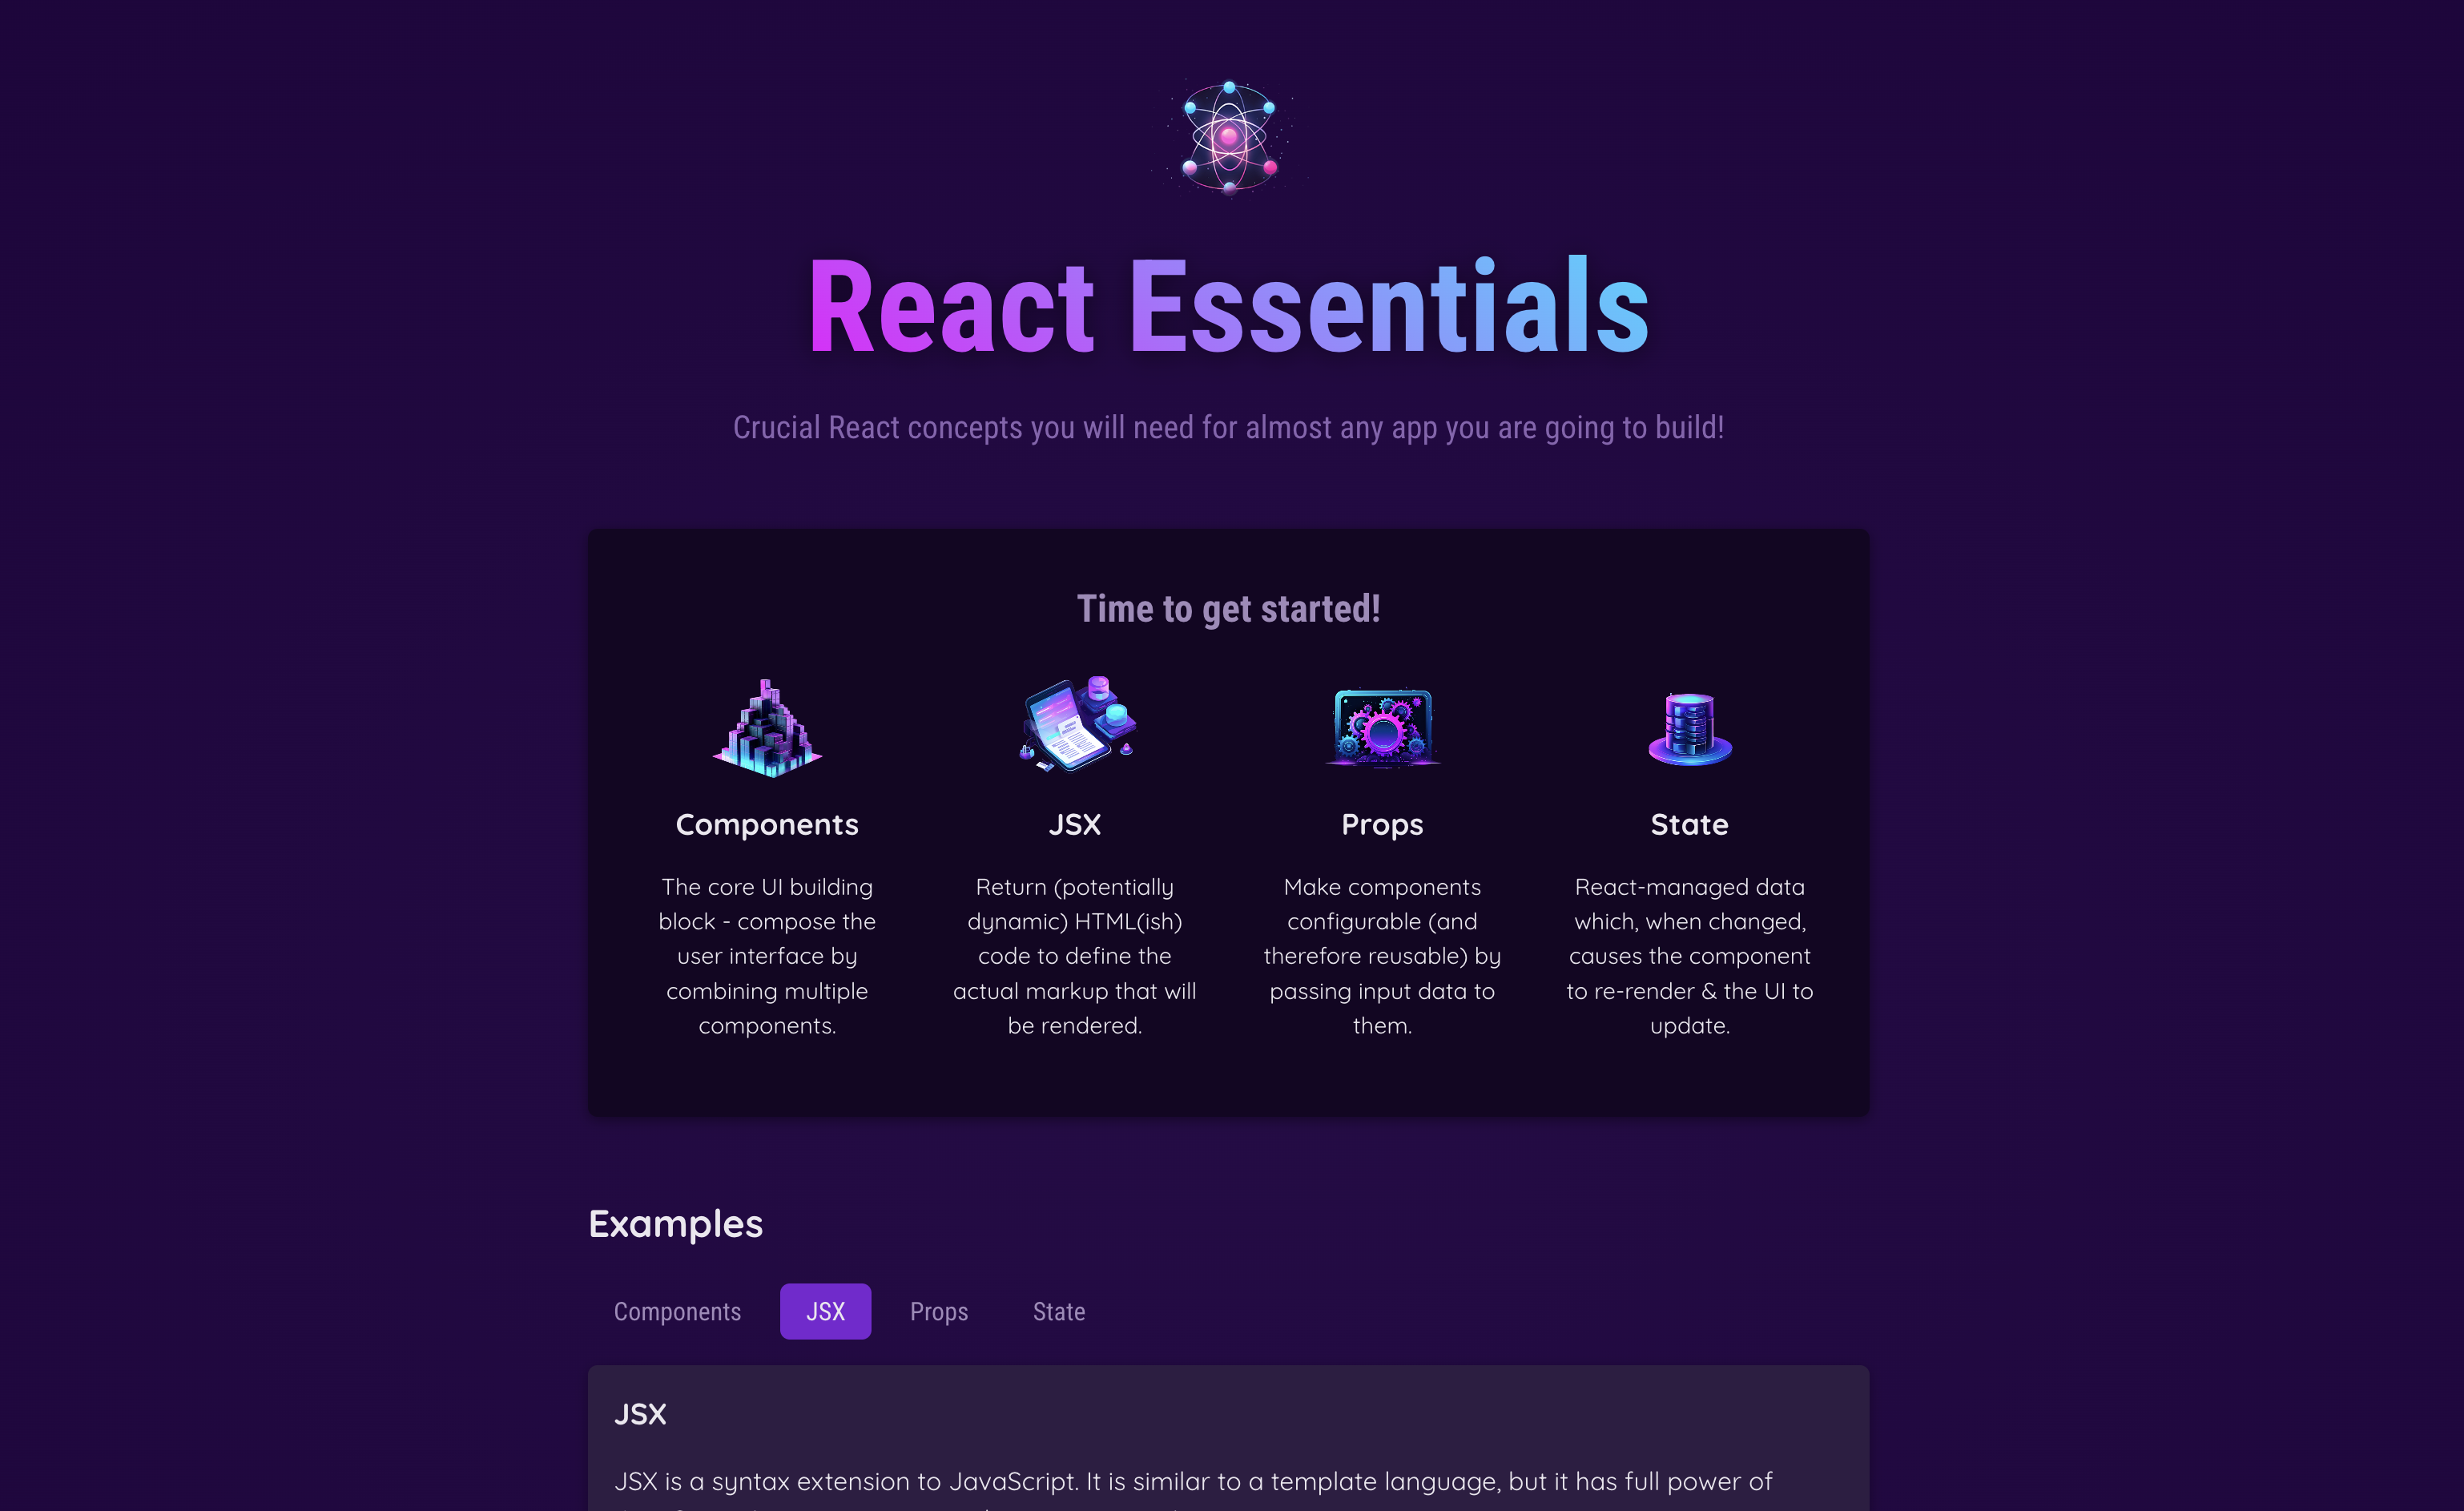 React Essentials
Crucial React concepts you will need for almost any app you are going to build!
Time to get started!
Components
The core UI building
block - compose the
user interface by
combining multiple
components.
JSX
Return (potentially
dynamic) HTML(ish)
code to define the
actual markup that will
be rendered.
Props
Make components
configurable (and
therefore reusable) by
passing input data to
them.
State
React-managed data
which, when changed,
causes the component
to re-render & the UI to
update.
Examples
Components JSX Props State
JSX
JSX is a syntax extension to JavaScript. It is similar to a template language, but it has full power of